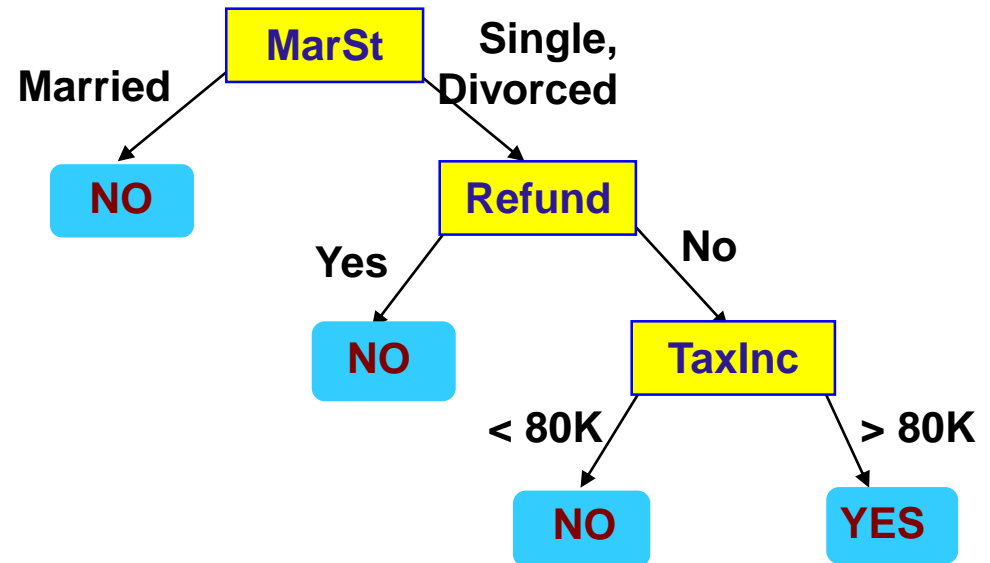 MarSt
Single,
Divorced
Married
NO
Refund
Yes
No
NO
TaxInc
< 80K
> 80K
NO
YES